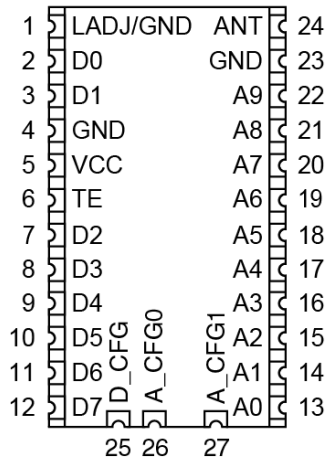 1 LADJ/GND ANT 24
2 D0 GND 23
3 D1 A9 22
4 GND A8 21
5 VCC A7 20
6 TE A6 19
7 D2 A5 18
8 D3 A4 17
9 D4 A3 16
10 D5 A2 15
11 D6 A1 14
12 D7 A0 13
D_CFG
A_CFG0
A_CFG1
25 26 27